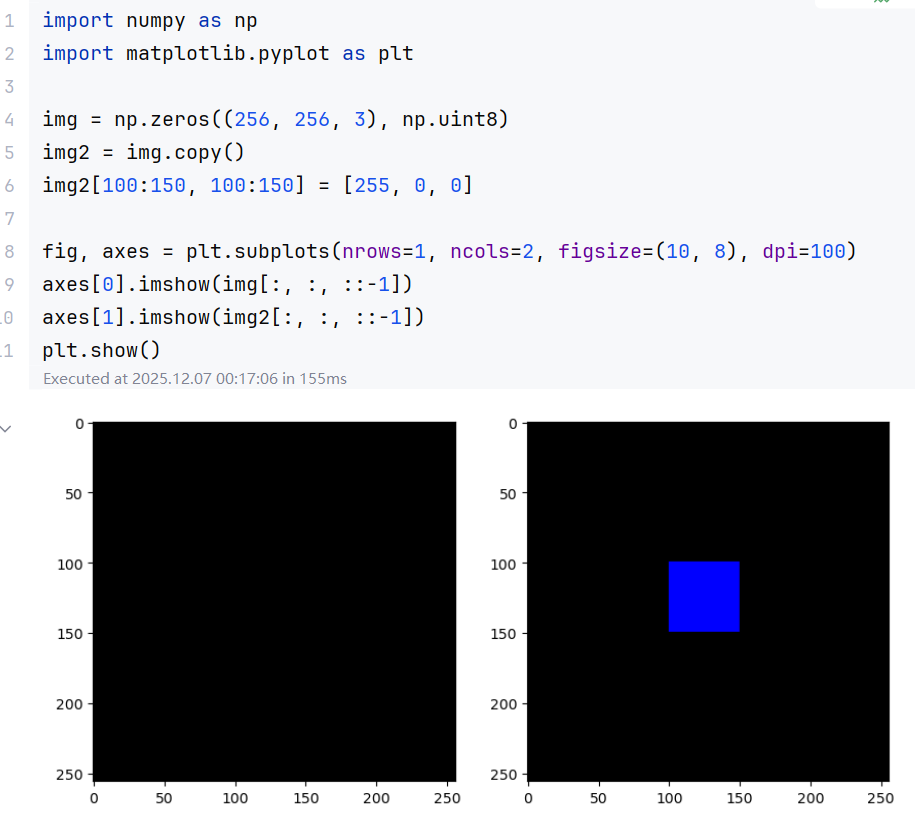 1 import numpy as np
2 import matplotlib.pyplot as plt
3
4 img = np.zeros((256, 256, 3), np.uint8)
5 img2 = img.copy()
6 img2[100:150, 100:150] = [255, 0, 0]
7
8 fig, axes = plt.subplots(nrows=1, ncols=2, figsize=(10, 8), dpi=100)
9 axes[0].imshow(img[:, :, ::-1])
10 axes[1].imshow(img2[:, :, ::-1])
11 plt.show()
Executed at 2025.12.07 00:17:06 in 155ms
0
50
100
150
200
250
0 50 100 150 200 250
0
50
100
150
200
250
0 50 100 150 200 250